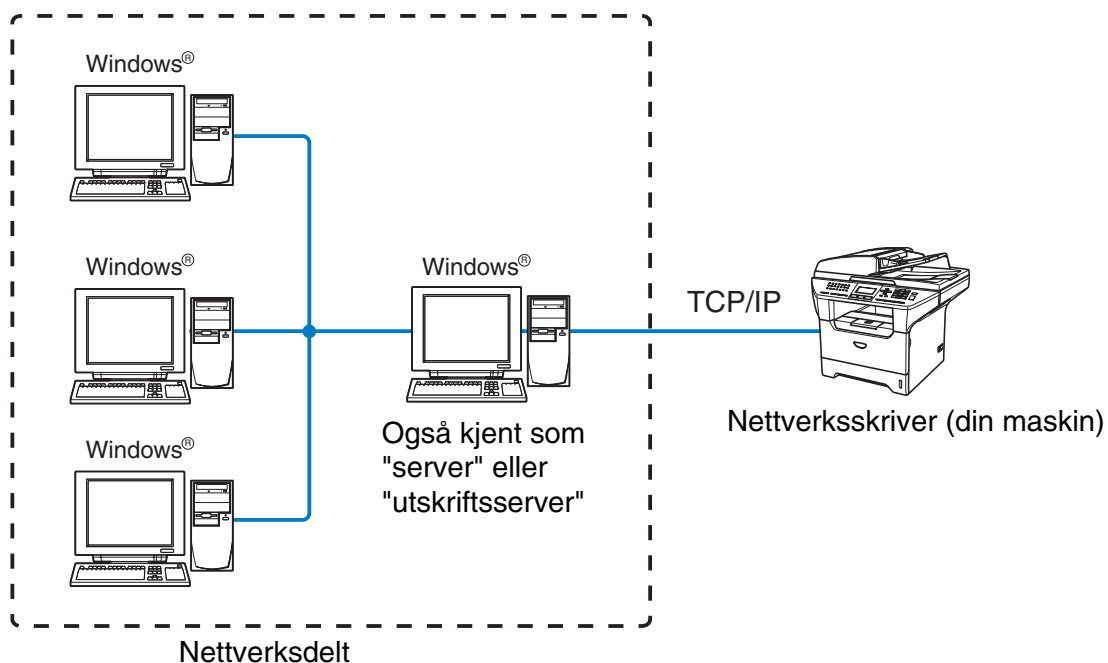 Windows®
Windows®
Windows®
Windows®
Også kjent som
"server" eller
"utskriftsserver"
TCP/IP
Nettverksskriver (din maskin)
Nettverksdelt